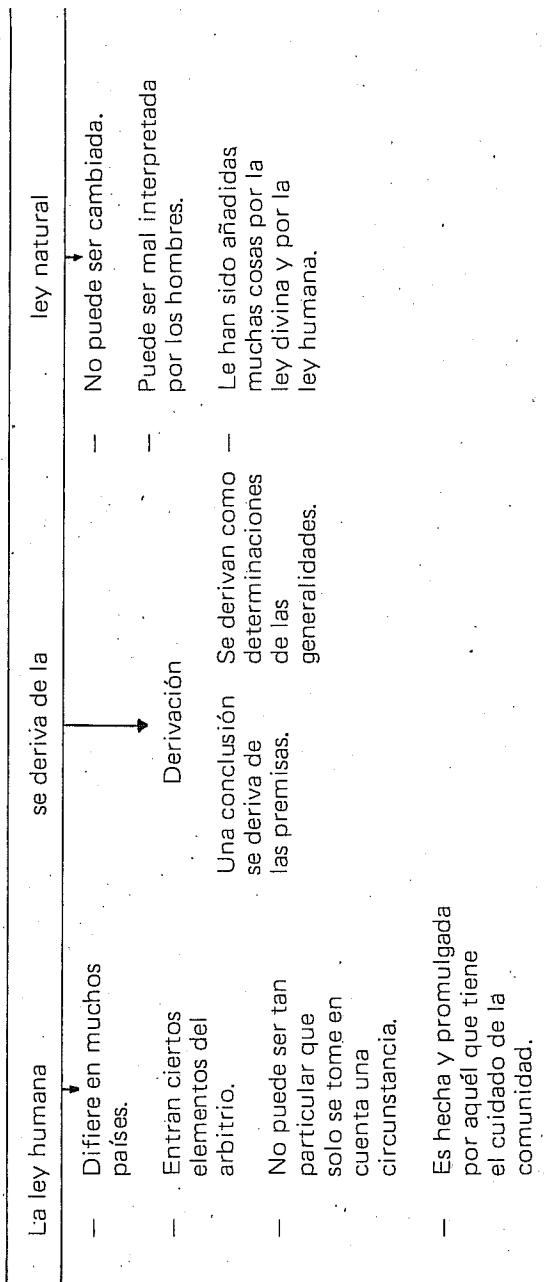 La ley humana
se deriva de la
ley natural
— Difiere en muchos
países.
— Entran ciertos
elementos del
arbitrio.
— No puede ser tan
particular que
solo se tome en
cuenta una
circunstancia.
— Es hecha y promulgada
por aquél que tiene
el cuidado de la
comunidad.
Derivación
Una conclusión
se deriva de
las premisas.
Se derivan como
determinaciones
de las
generalidades.
— No puede ser cambiada.
— Puede ser mal interpretada
por los hombres.
— Le han sido añadidas
muchas cosas por la
ley divina y por la
ley humana.